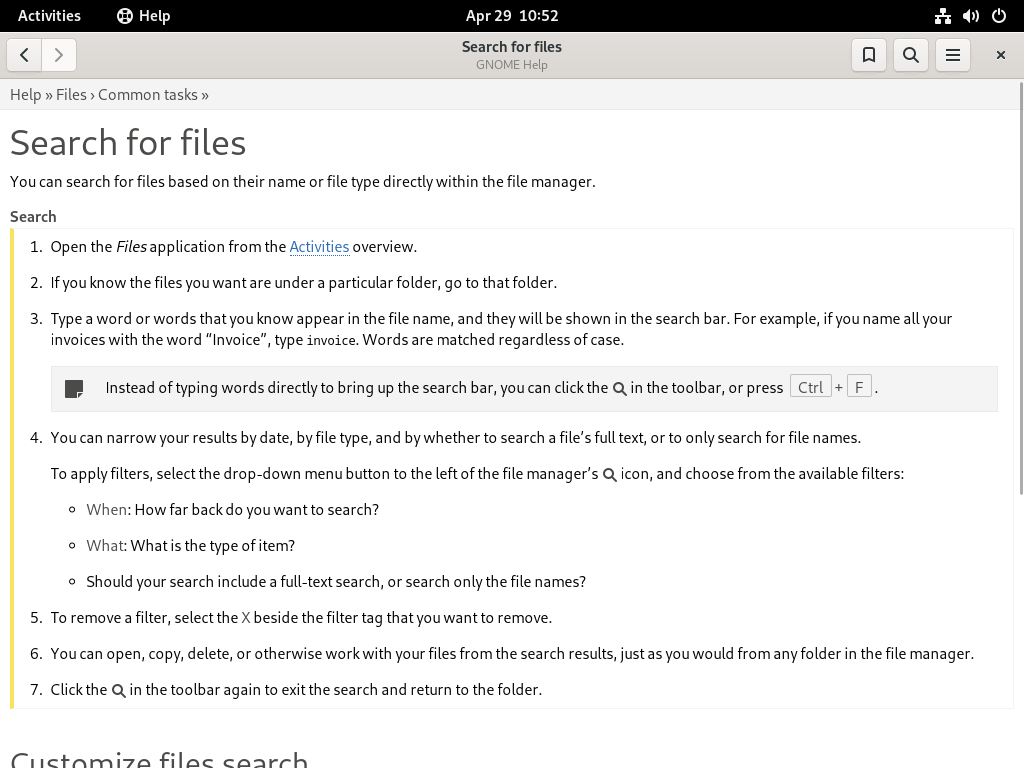 Activities Help Apr 29 10:52
Search for files
GNOME Help
Help » Files › Common tasks »
Search for files
You can search for files based on their name or file type directly within the file manager.
Search
1. Open the Files application from the Activities overview.
2. If you know the files you want are under a particular folder, go to that folder.
3. Type a word or words that you know appear in the file name, and they will be shown in the search bar. For example, if you name all your
invoices with the word “Invoice”, type invoice. Words are matched regardless of case.
Instead of typing words directly to bring up the search bar, you can click the in the toolbar, or press Ctrl + F .
4. You can narrow your results by date, by file type, and by whether to search a file’s full text, or to only search for file names.
To apply filters, select the drop-down menu button to the left of the file manager’s icon, and choose from the available filters:
When: How far back do you want to search?
What: What is the type of item?
Should your search include a full-text search, or search only the file names?
5. To remove a filter, select the X beside the filter tag that you want to remove.
6. You can open, copy, delete, or otherwise work with your files from the search results, just as you would from any folder in the file manager.
7. Click the in the toolbar again to exit the search and return to the folder.
Customize files search